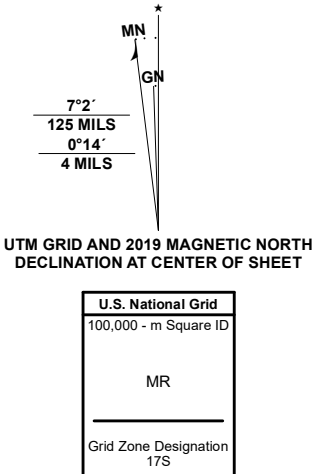 ★
MN
GN
7°2´
125 MILS
0°14´
4 MILS
UTM GRID AND 2019 MAGNETIC NORTH
DECLINATION AT CENTER OF SHEET
U.S. National Grid
100,000 - m Square ID
MR
Grid Zone Designation
17S